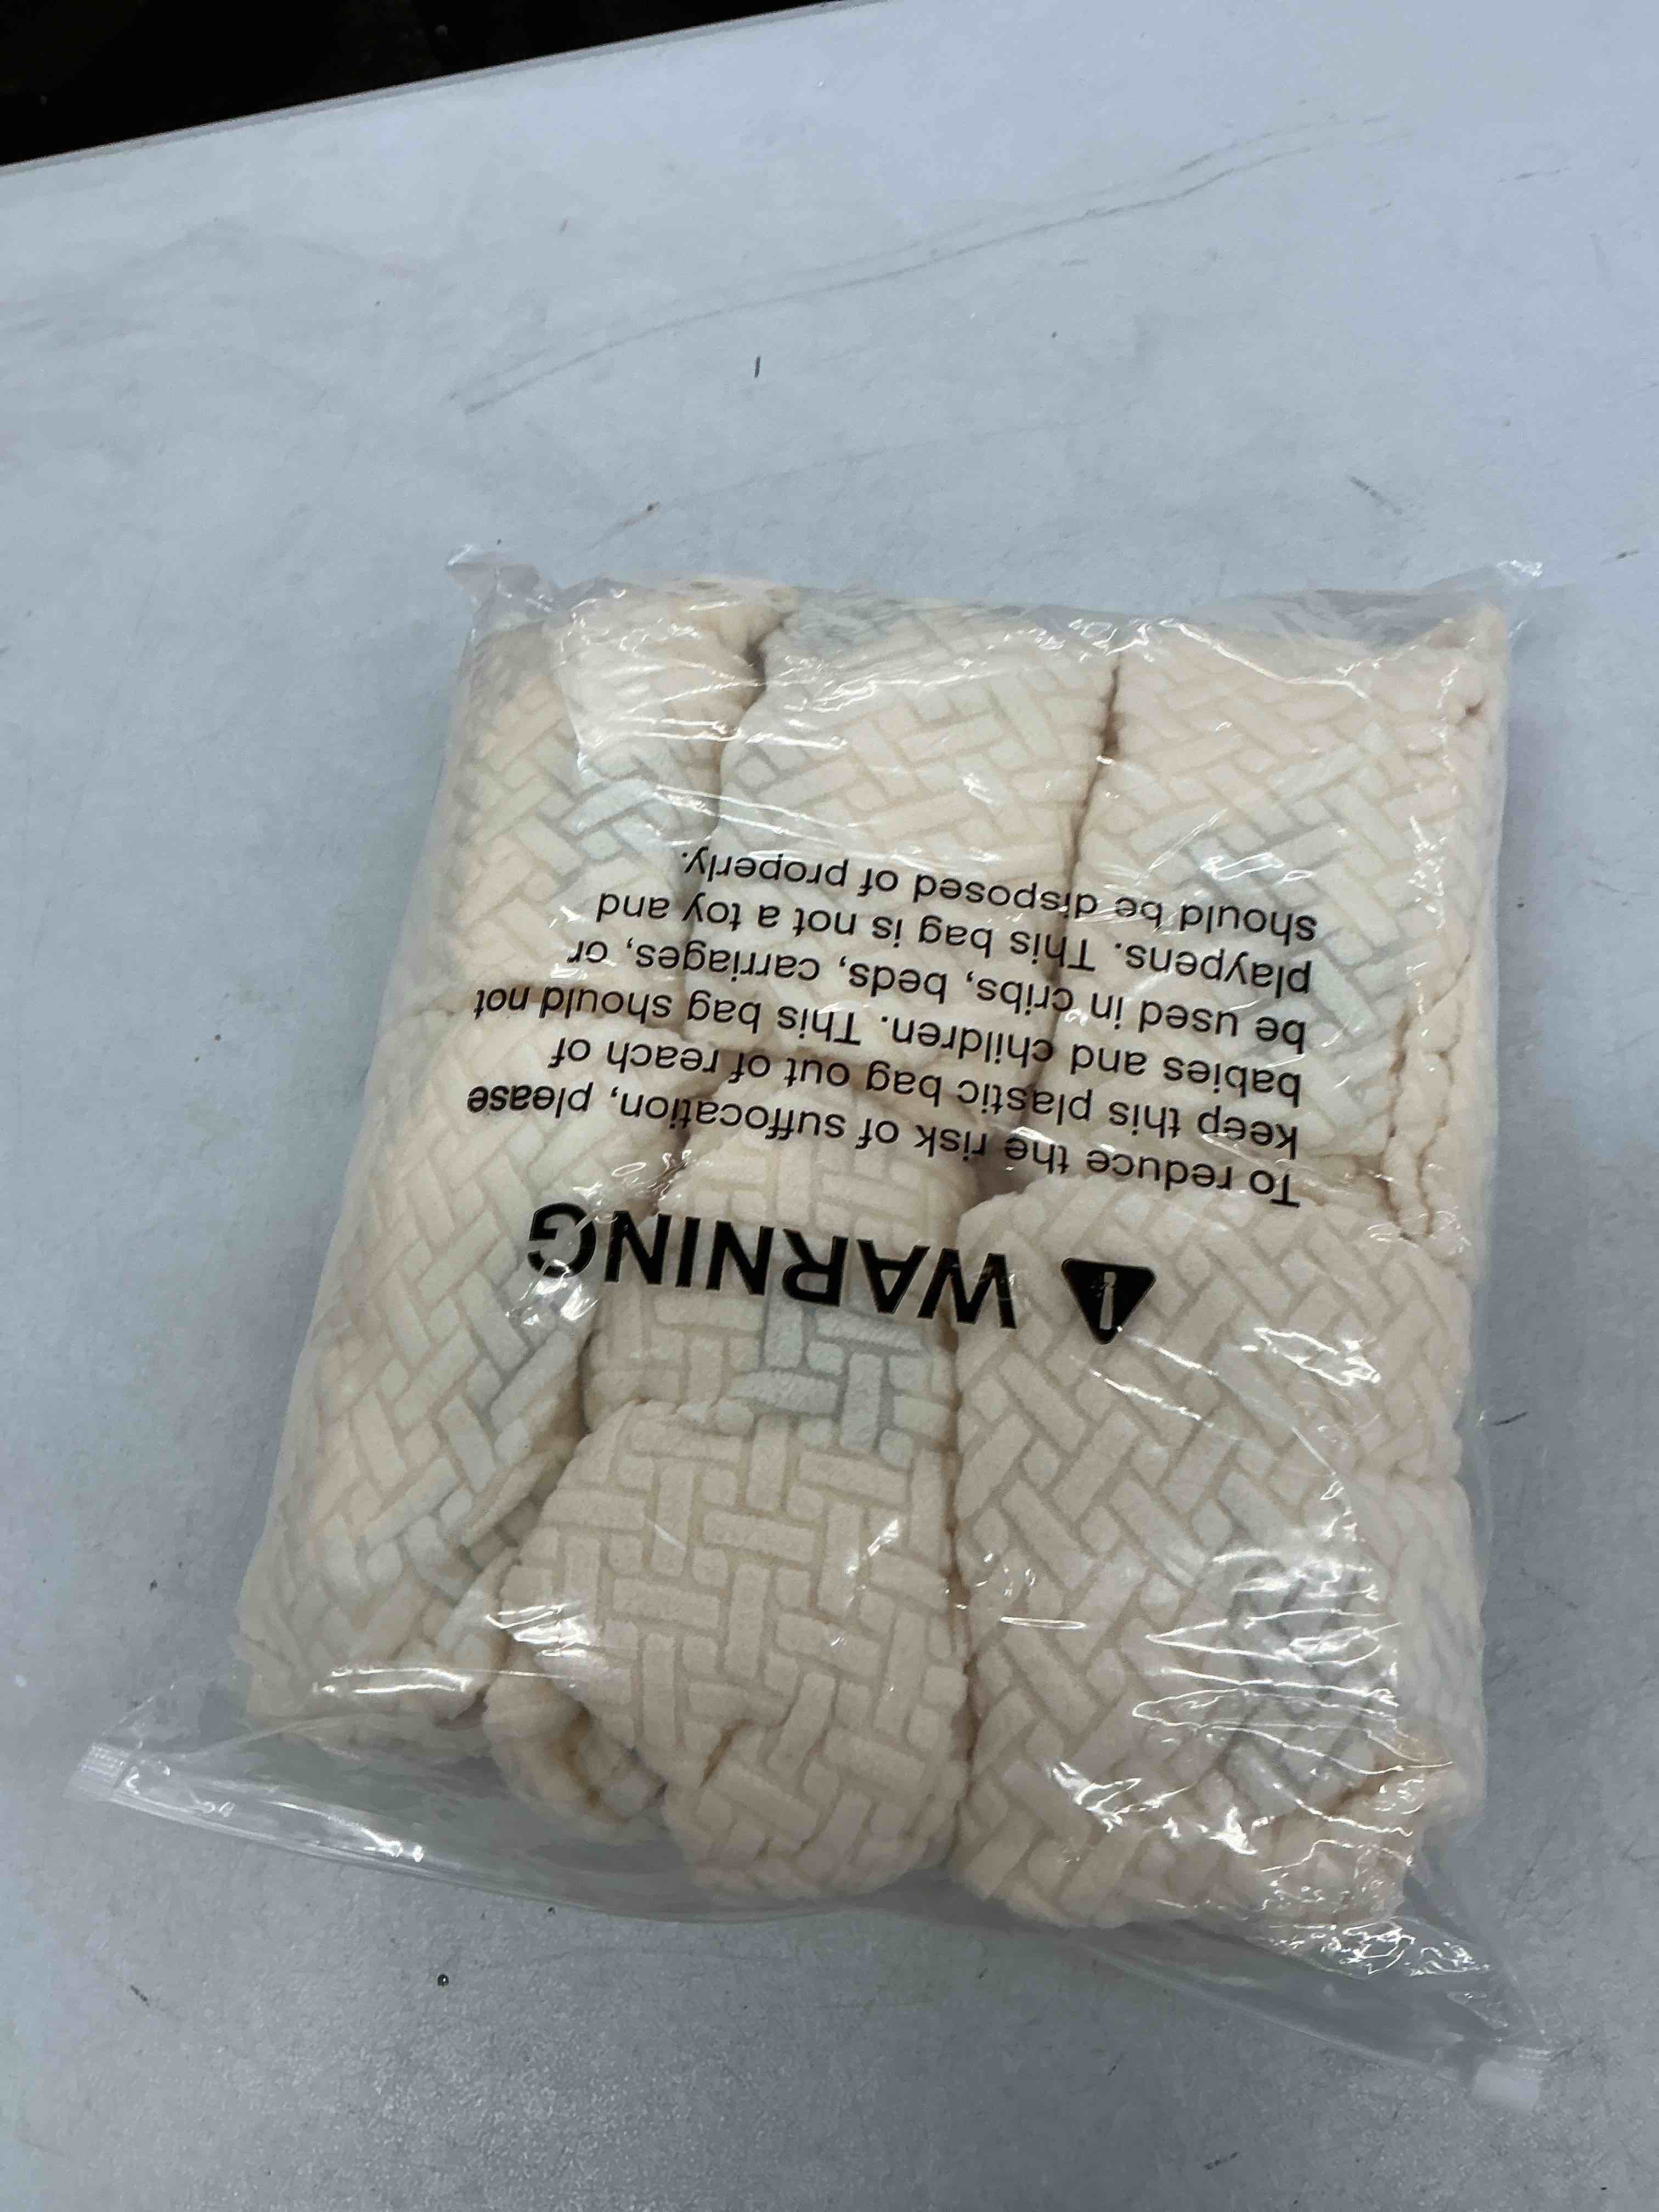 WARNING
To reduce the risk of suffocation, please
keep this plastic bag out of reach of
babies and children. This bag should not
be used in cribs, beds, carriages, or
playpens. This bag is not a toy and
should be disposed of properly.